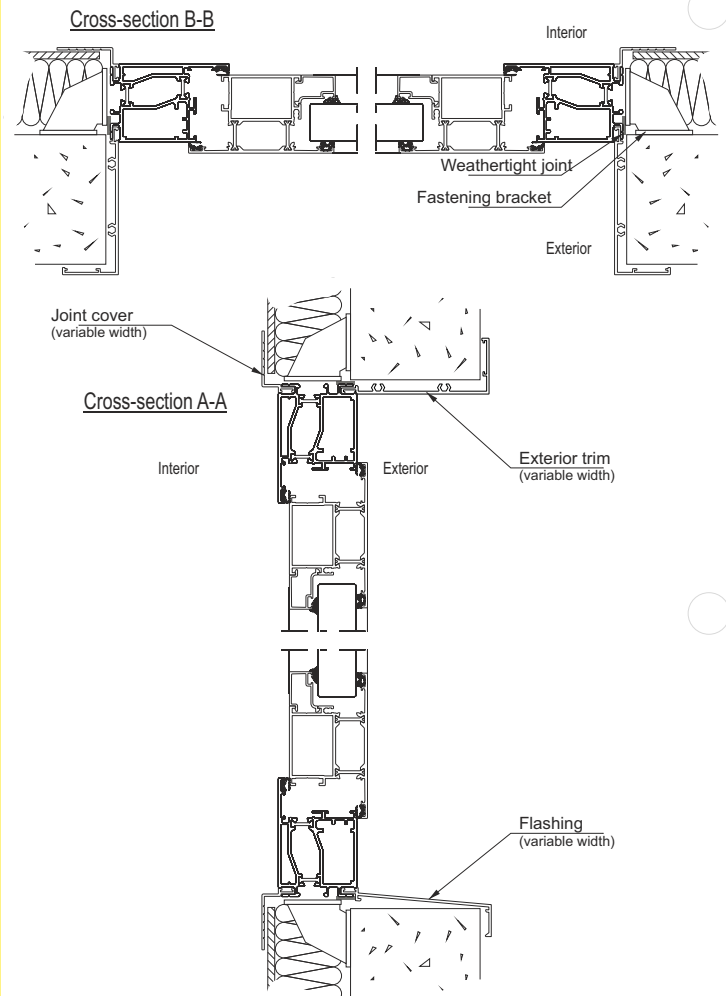 Cross-section B-B
Interior
Weathertight joint
Fastening bracket
Exterior
Joint cover
(variable width)
Cross-section A-A
Interior
Exterior
Exterior trim
(variable width)
Flashing
(variable width)